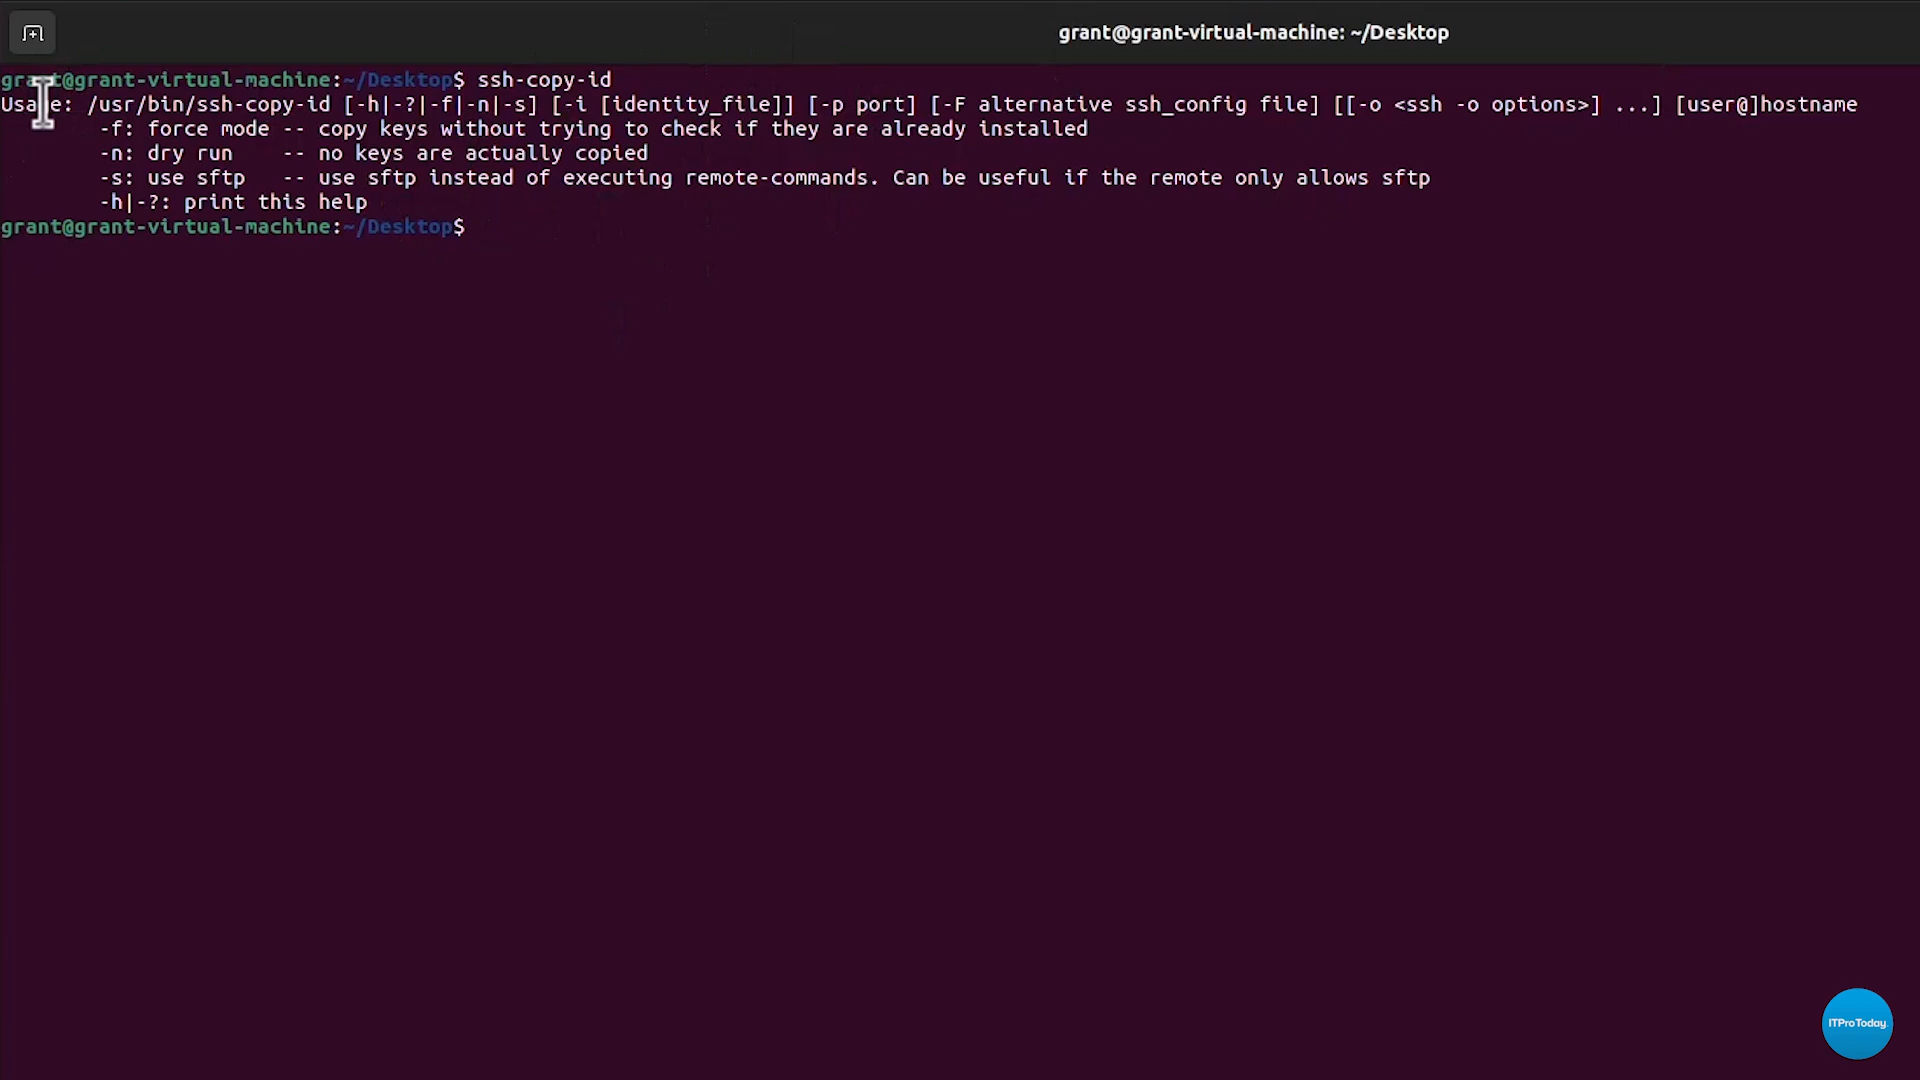 grant@grant-virtual-machine: ~/Desktop
grant@grant-virtual-machine:~/Desktop$ ssh-copy-id
Usage: /usr/bin/ssh-copy-id [-h|-?|-f|-n|-s] [-i [identity_file]] [-p port] [-F alternative ssh_config file] [[-o <ssh -o options>] ...] [user@]hostname
-f: force mode -- copy keys without trying to check if they are already installed
-n: dry run    -- no keys are actually copied
-s: use sftp   -- use sftp instead of executing remote-commands. Can be useful if the remote only allows sftp
-h|-?: print this help
grant@grant-virtual-machine:~/Desktop$
ITProToday